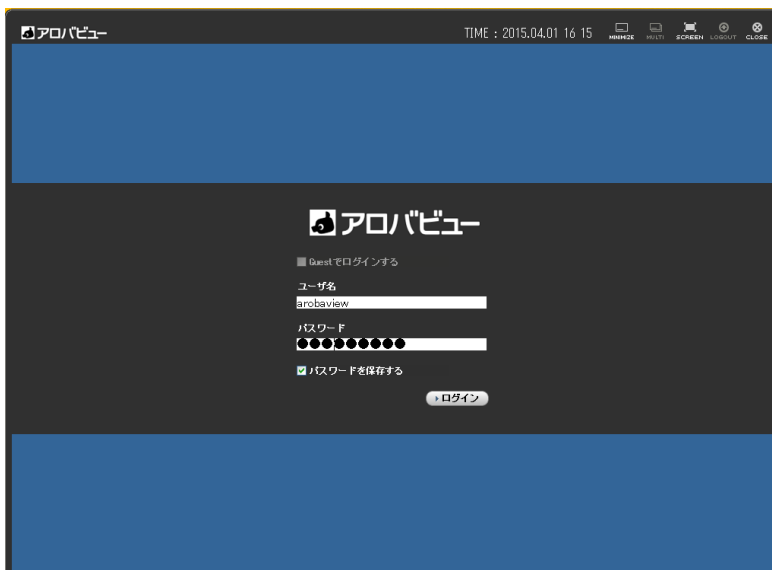 アロバビュー
TIME : 2015.04.01 16 15
MINIMIZE MULTI SCREEN LOGOUT CLOSE
アロバビュー
Guestでログインする
ユーザ名
arobaview
パスワード
●●●●●●●●●
パスワードを保存する
ログイン